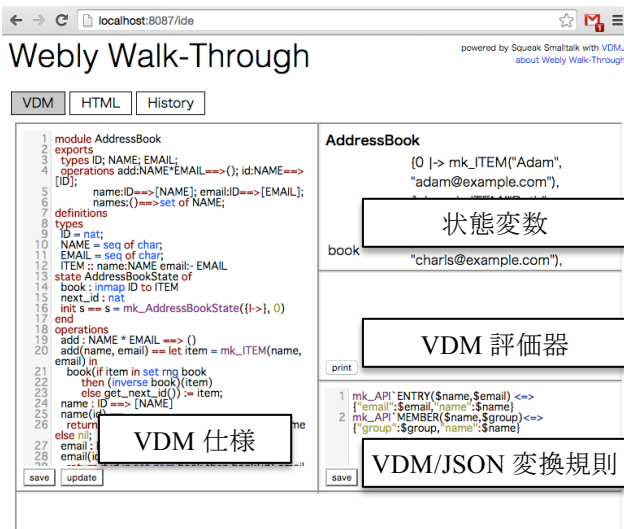 localhost:8087/ide
Webly Walk-Through
powered by Squeak Smalltalk with VDMJ
about Webly Walk-Through
VDM HTML History
1 module AddressBook
2 exports
3 types ID; NAME; EMAIL;
4 operations add:NAME*EMAIL==>(); id:NAME==>
[ID];
5 name:ID==>[NAME]; email:ID==>[EMAIL];
6 names:()==>set of NAME;
7 definitions
8 types
9 ID = nat;
10 NAME = seq of char;
11 EMAIL = seq of char;
12 ITEM :: name:NAME email:- EMAIL
13 state AddressBookState of
14 book : inmap ID to ITEM
15 next_id : nat
16 init s == s = mk_AddressBookState({|->}, 0)
17 end
18 operations
19 add : NAME * EMAIL ==> ()
20 add(name, email) == let item = mk_ITEM(name,
email) in
21 book(if item in set rng book
22 then (inverse book)(item)
23 else get_next_id()) := item;
24 name : ID ==> [NAME]
25 name(id) ==
26 return
else nil;
27 email :
28 email(id
29
VDM 仕様
save update
AddressBook
{0 |-> mk_ITEM("Adam",
"adam@example.com"),
状態変数
book
"charls@example.com"),
VDM 評価器
print
1 mk_API`ENTRY($name,$email) <=>
{"email":$email,"name":$name}
2 mk_API`MEMBER($name,$group)<=>
{"group":$group,"name":$name}
VDM/JSON 変換規則
save